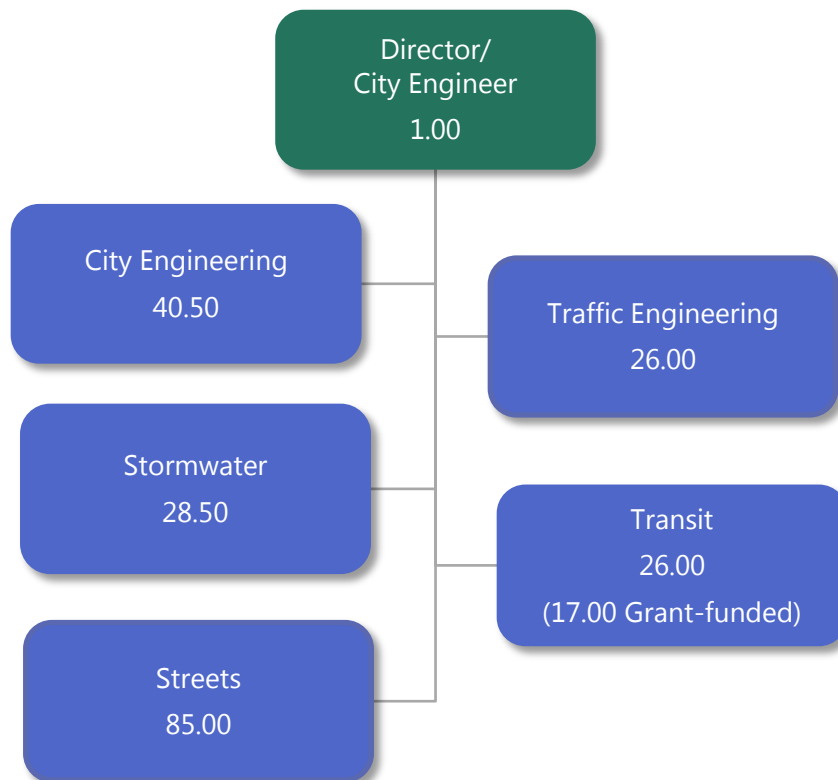 Director/
City Engineer
1.00
City Engineering
40.50
Traffic Engineering
26.00
Stormwater
28.50
Transit
26.00
(17.00 Grant-funded)
Streets
85.00